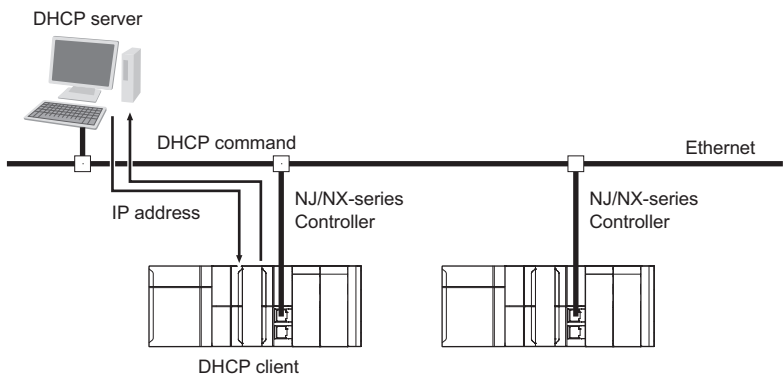 DHCP server
DHCP command
Ethernet
IP address
NJ/NX-series
Controller
NJ/NX-series
Controller
DHCP client